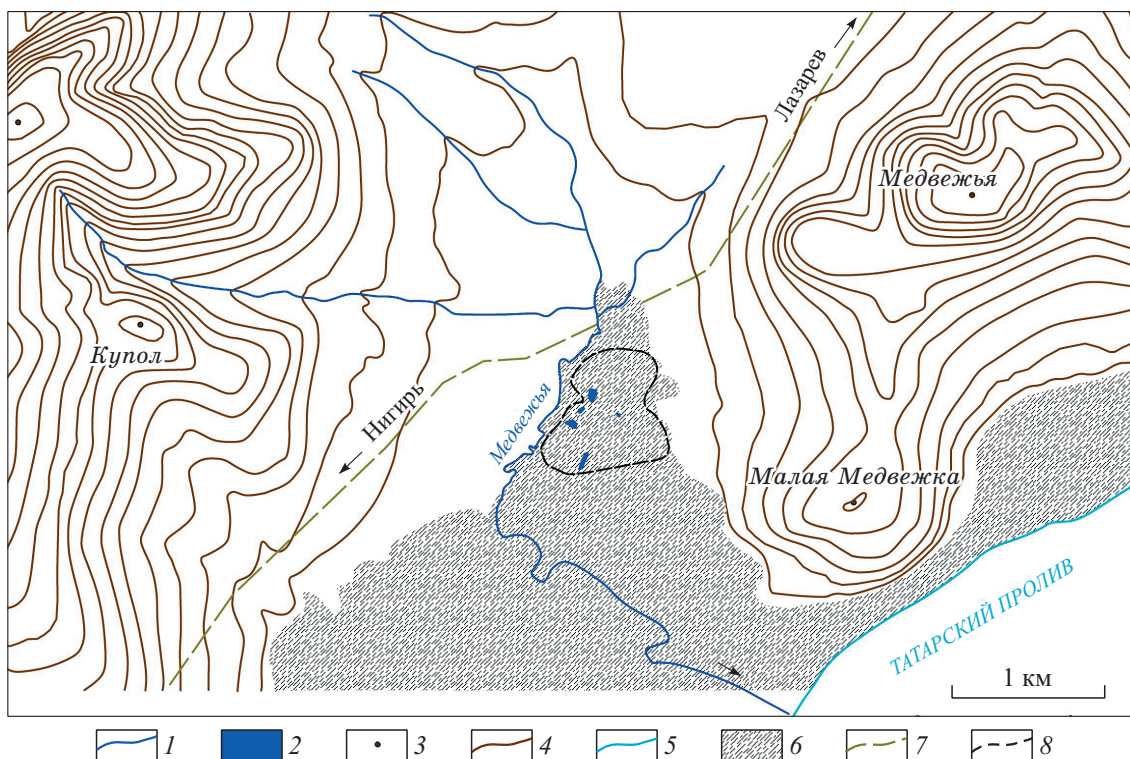 Лазарев
Медвежья
Купол
Нигирь
Медвежья
Малая Медвежка
ТАТАРСКИЙ ПРОЛИВ
1 км
1 2 3 4 5 6 7 8